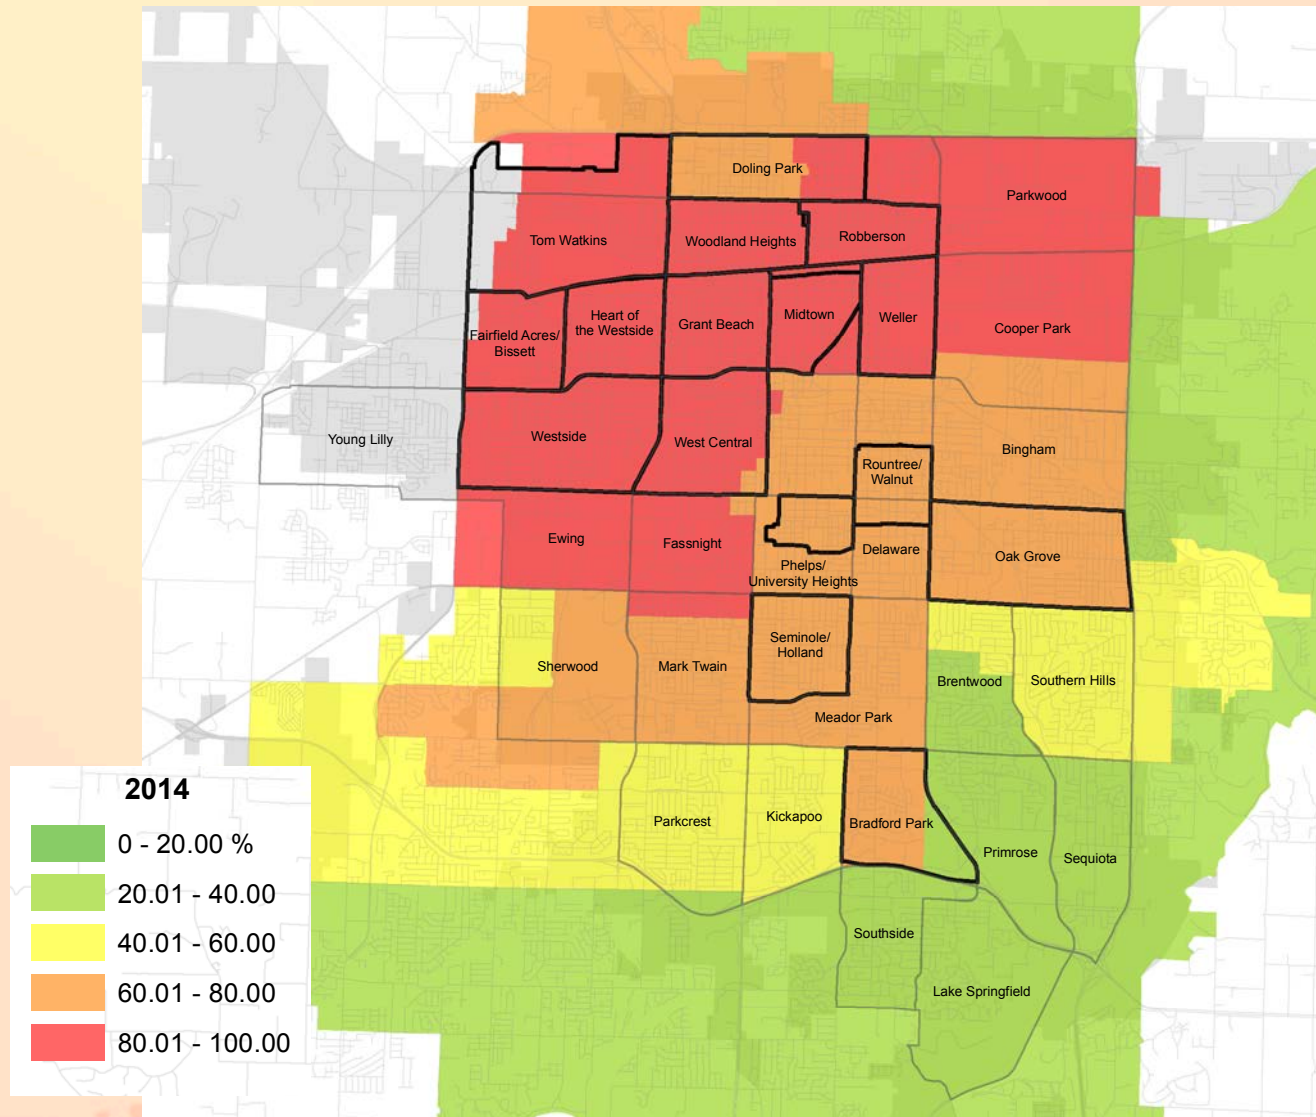 Doling Park
Parkwood
Tom Watkins
Woodland Heights
Robberson
Fairfield Acres/
Bissett
Heart of
the Westside
Grant Beach
Midtown
Weller
Cooper Park
Young Lilly
Westside
West Central
Rountree/
Walnut
Bingham
Ewing
Fassnight
Phelps/
University Heights
Delaware
Oak Grove
Sherwood
Mark Twain
Seminole/
Holland
Brentwood
Southern Hills
Meador Park
Parkcrest
Kickapoo
Bradford Park
Primrose
Sequiota
Southside
Lake Springfield
2014
0 - 20.00 %
20.01 - 40.00
40.01 - 60.00
60.01 - 80.00
80.01 - 100.00